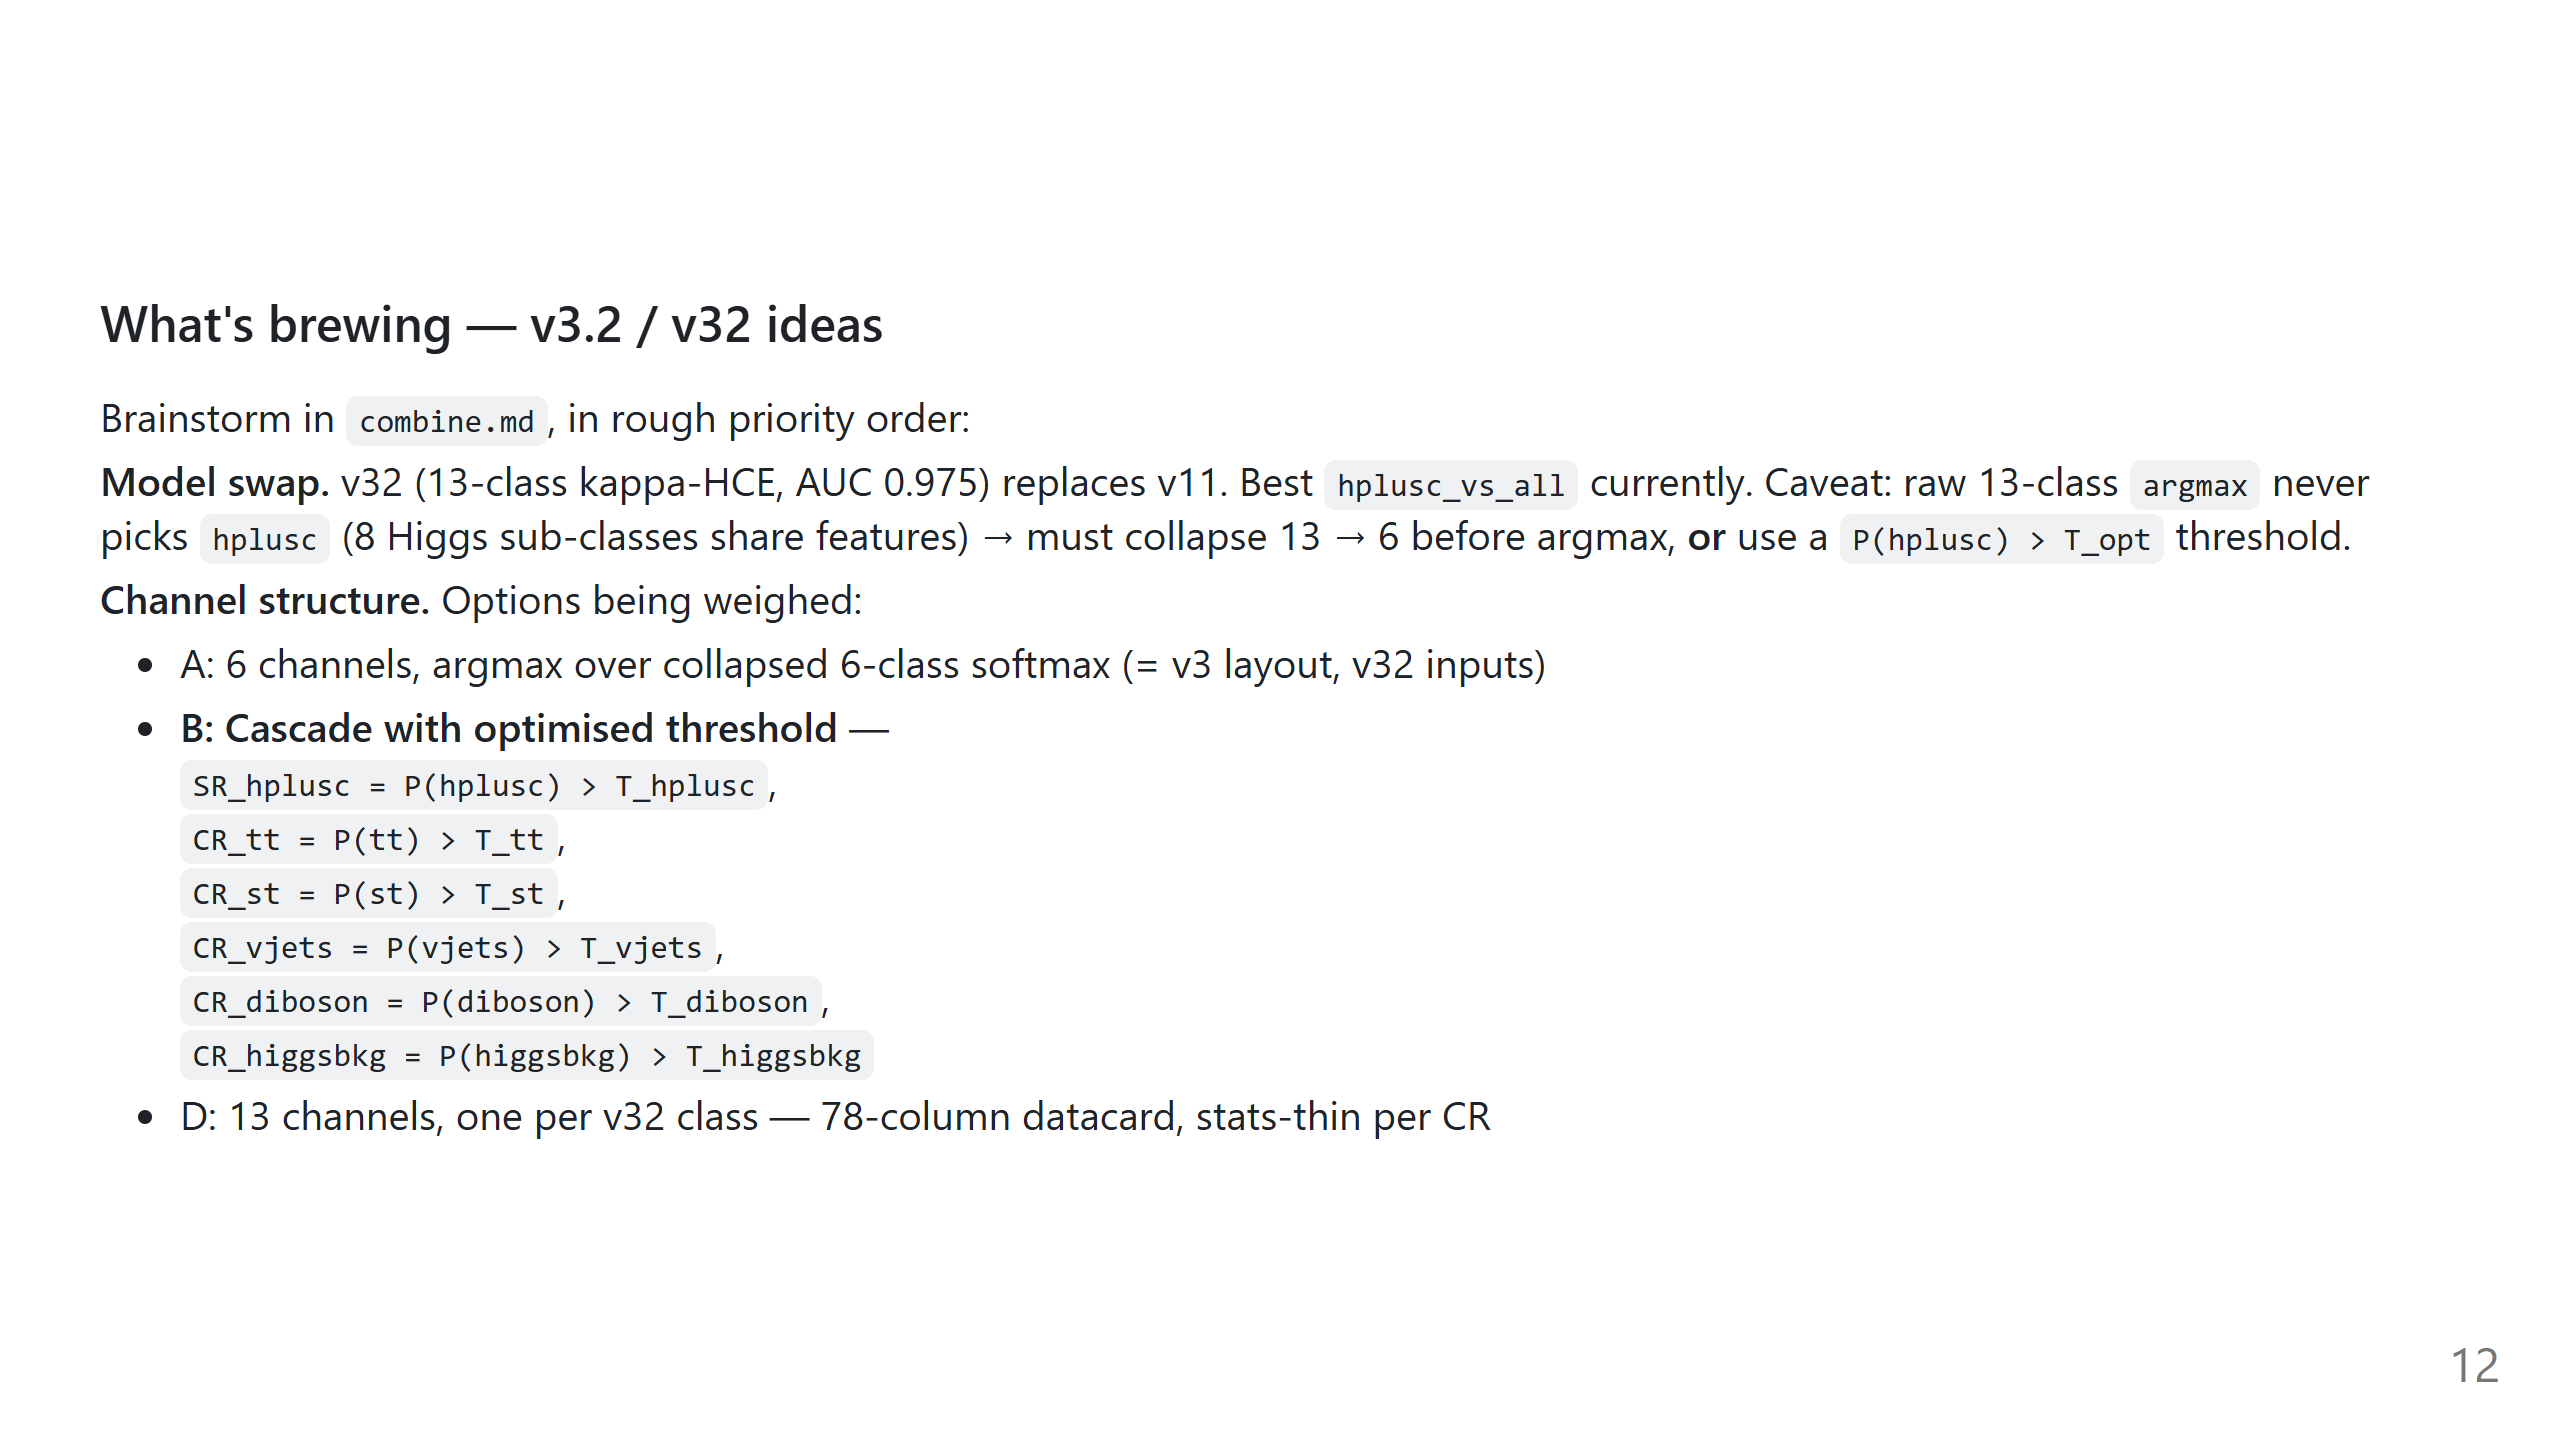 What's brewing — v3.2 / v32 ideas
Brainstorm in combine.md, in rough priority order:
Model swap. v32 (13-class kappa-HCE, AUC 0.975) replaces v11. Best hplusc_vs_all currently. Caveat: raw 13-class argmax never
picks hplusc (8 Higgs sub-classes share features) → must collapse 13 → 6 before argmax, or use a P(hplusc) > T_opt threshold.
Channel structure. Options being weighed:
• A: 6 channels, argmax over collapsed 6-class softmax (= v3 layout, v32 inputs)
• B: Cascade with optimised threshold —
SR_hplusc = P(hplusc) > T_hplusc,
CR_tt = P(tt) > T_tt,
CR_st = P(st) > T_st,
CR_vjets = P(vjets) > T_vjets,
CR_diboson = P(diboson) > T_diboson,
CR_higgsbkg = P(higgsbkg) > T_higgsbkg
• D: 13 channels, one per v32 class — 78-column datacard, stats-thin per CR
12